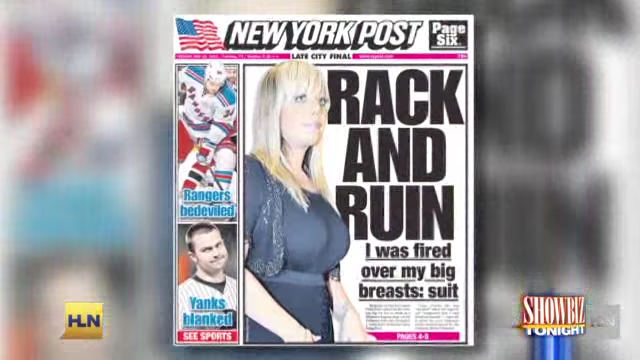 NEW YORK POST
Page
Six
LATE CITY FINAL
RACK
AND
RUIN
I was fired
over my big
breasts: suit
PAGES 4-5
Rangers
bedeviled
Yanks
blanked
SEE SPORTS
HLN
SHOWBIZ
TONIGHT
HLN